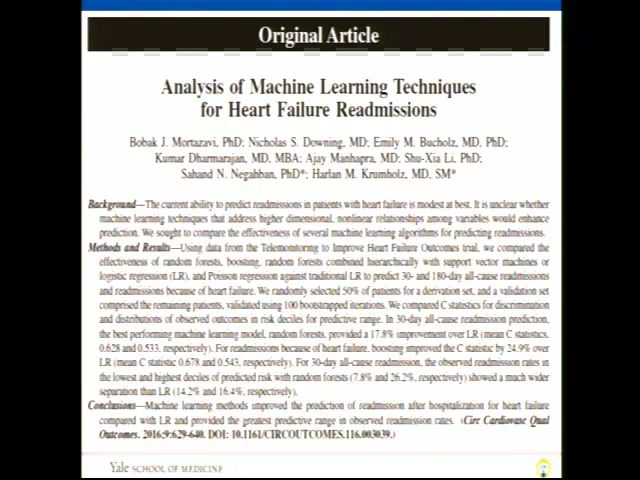 Original Article
Analysis of Machine Learning Techniques
for Heart Failure Readmissions
Bobak J. Mortazavi, PhD; Nicholas S. Downing, MD; Emily M. Bucholz, MD, PhD;
Kumar Dharmarajan, MD, MBA; Ajay Manhapra, MD; Shu-Xia Li, PhD;
Sahand N. Negahban, PhD*; Harlan M. Krumholz, MD, SM*
Background—The current ability to predict readmissions in patients with heart failure is modest at best. It is unclear whether
machine learning techniques that address higher dimensional, nonlinear relationships among variables would enhance
prediction. We sought to compare the effectiveness of several machine learning algorithms for predicting readmissions.
Methods and Results—Using data from the Telemonitoring to Improve Heart Failure Outcomes trial, we compared the
effectiveness of random forests, boosting, random forests combined hierarchically with support vector machines or
logistic regression (LR), and Poisson regression against traditional LR to predict 30- and 180-day all-cause readmissions
and readmissions because of heart failure. We randomly selected 50% of patients for a derivation set, and a validation set
comprised the remaining patients, validated using 100 bootstrapped iterations. We compared C statistics for discrimination
and distributions of observed outcomes in risk deciles for predictive range. In 30-day all-cause readmission prediction,
the best performing machine learning model, random forests, provided a 17.8% improvement over LR (mean C statistics,
0.628 and 0.533, respectively). For readmissions because of heart failure, boosting improved the C statistic by 24.9% over
LR (mean C statistic 0.678 and 0.543, respectively). For 30-day all-cause readmission, the observed readmission rates in
the lowest and highest deciles of predicted risk with random forests (7.8% and 26.2%, respectively) showed a much wider
separation than LR (14.2% and 16.4%, respectively).
Conclusions—Machine learning methods improved the prediction of readmission after hospitalization for heart failure
compared with LR and provided the greatest predictive range in observed readmission rates. (Circ Cardiovasc Qual
Outcomes. 2016;9:629-640. DOI: 10.1161/CIRCOUTCOMES.116.003039.)
Yale SCHOOL OF MEDICINE